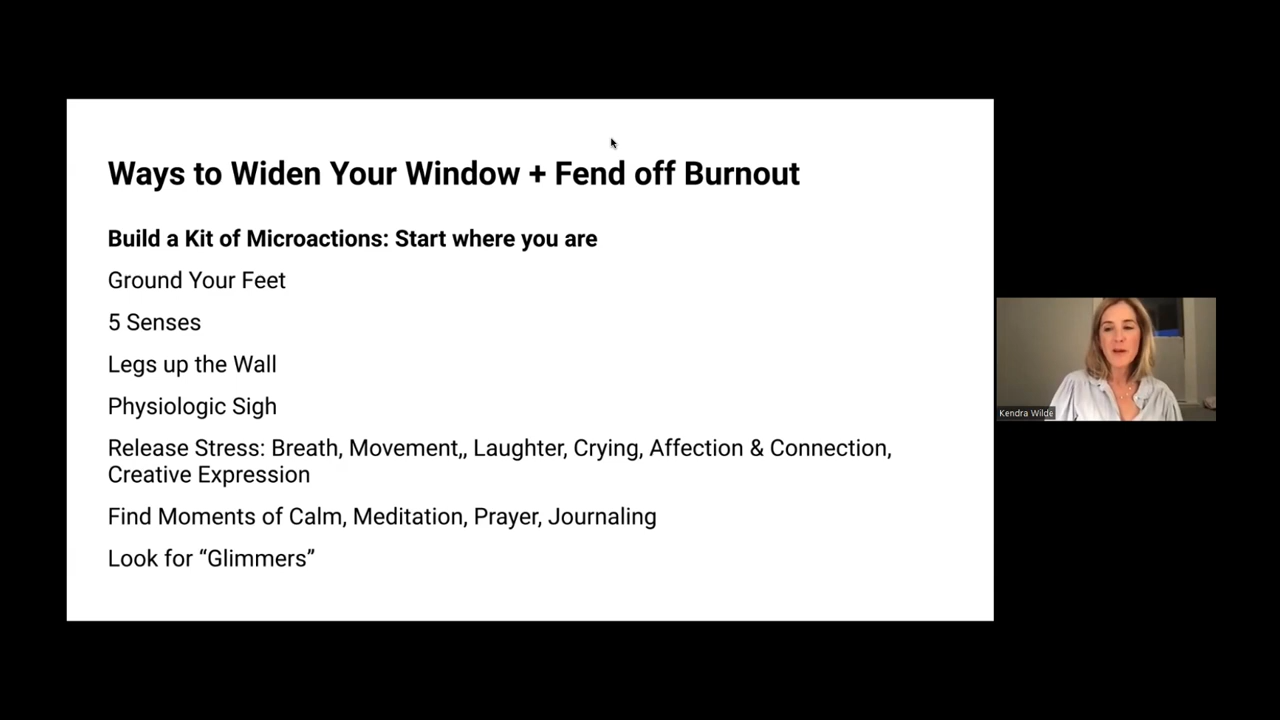 Ways to Widen Your Window + Fend off Burnout
Build a Kit of Microactions: Start where you are
Ground Your Feet
5 Senses
Legs up the Wall
Physiologic Sigh
Release Stress: Breath, Movement,, Laughter, Crying, Affection & Connection,
Creative Expression
Find Moments of Calm, Meditation, Prayer, Journaling
Look for “Glimmers”
Kendra Wilde